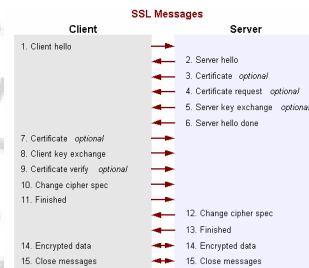 SSL Messages
Client Server
1. Client hello
2. Server hello
3. Certificate optional
4. Certificate request optional
5. Server key exchange optional
6. Server hello done
7. Certificate optional
8. Client key exchange
9. Certificate verify optional
10. Change cipher spec
11. Finished
12. Change cipher spec
13. Finished
14. Encrypted data 14. Encrypted data
15. Close messages 15. Close messages